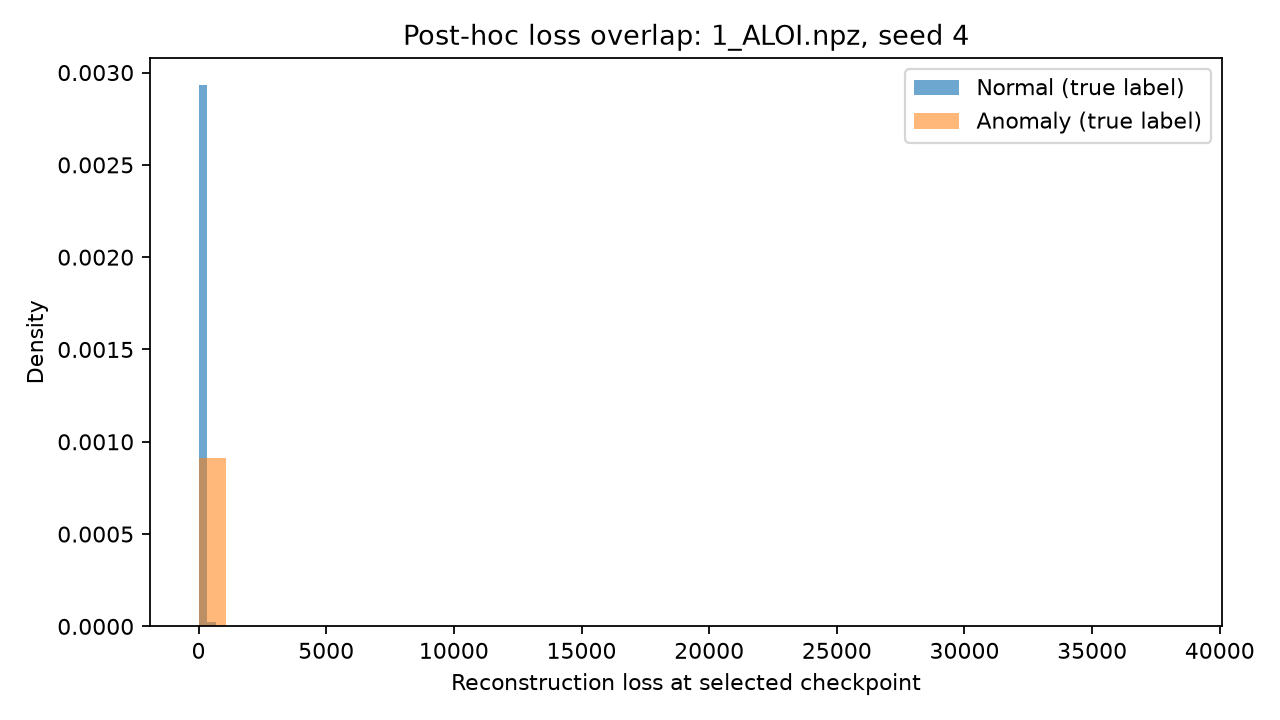 Post-hoc loss overlap: 1_ALOI.npz, seed 4
Normal (true label)
Anomaly (true label)
Density
0.0030
0.0025
0.0020
0.0015
0.0010
0.0005
0.0000
0 5000 10000 15000 20000 25000 30000 35000 40000
Reconstruction loss at selected checkpoint